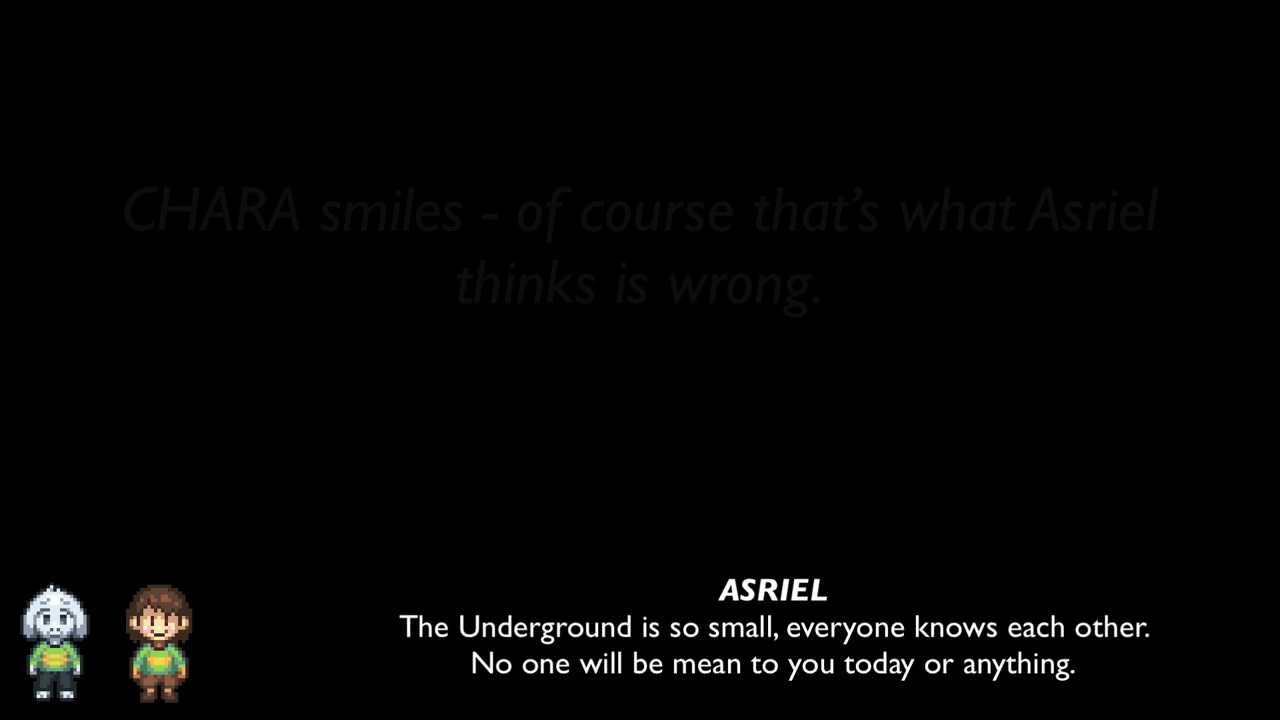 CHARA smiles - of course that's what Asriel
thinks is wrong.
ASRIEL
The Underground is so small, everyone knows each other.
No one will be mean to you today or anything.